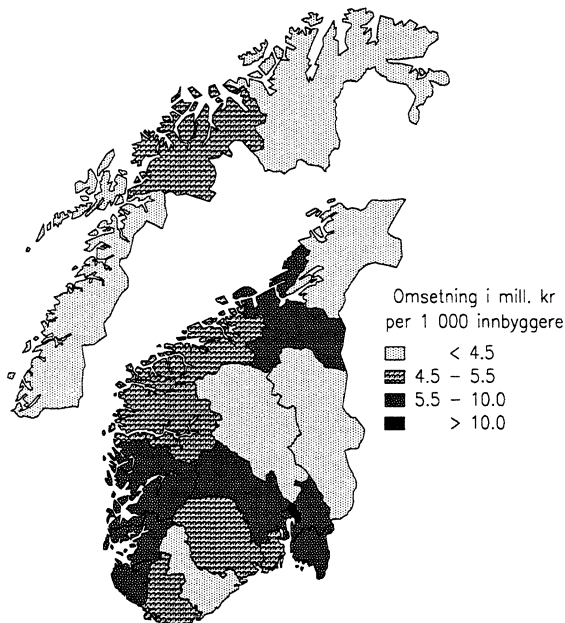 Omsetning i mill. kr
per 1 000 innbyggere
< 4.5
4.5 – 5.5
5.5 – 10.0
> 10.0